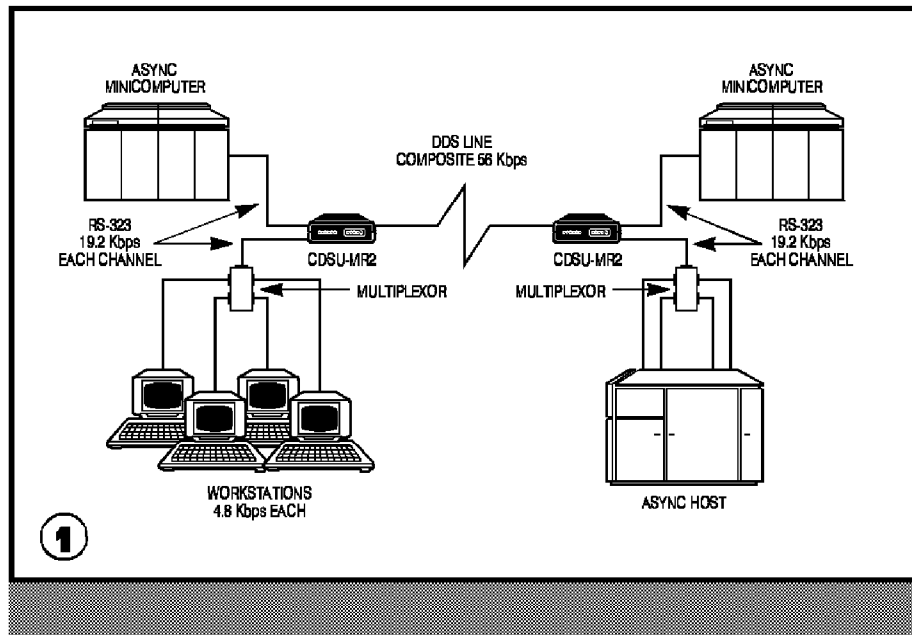 ASYNC
MINICOMPUTER
ASYNC
MINICOMPUTER
DDS LINE
COMPOSITE 56 Kbps
RS-323
19.2 Kbps
EACH CHANNEL
CDSU-MR2
CDSU-MR2
RS-323
19.2 Kbps
EACH CHANNEL
MULTIPLEXOR
MULTIPLEXOR
WORKSTATIONS
4.8 Kbps EACH
ASYNC HOST
1